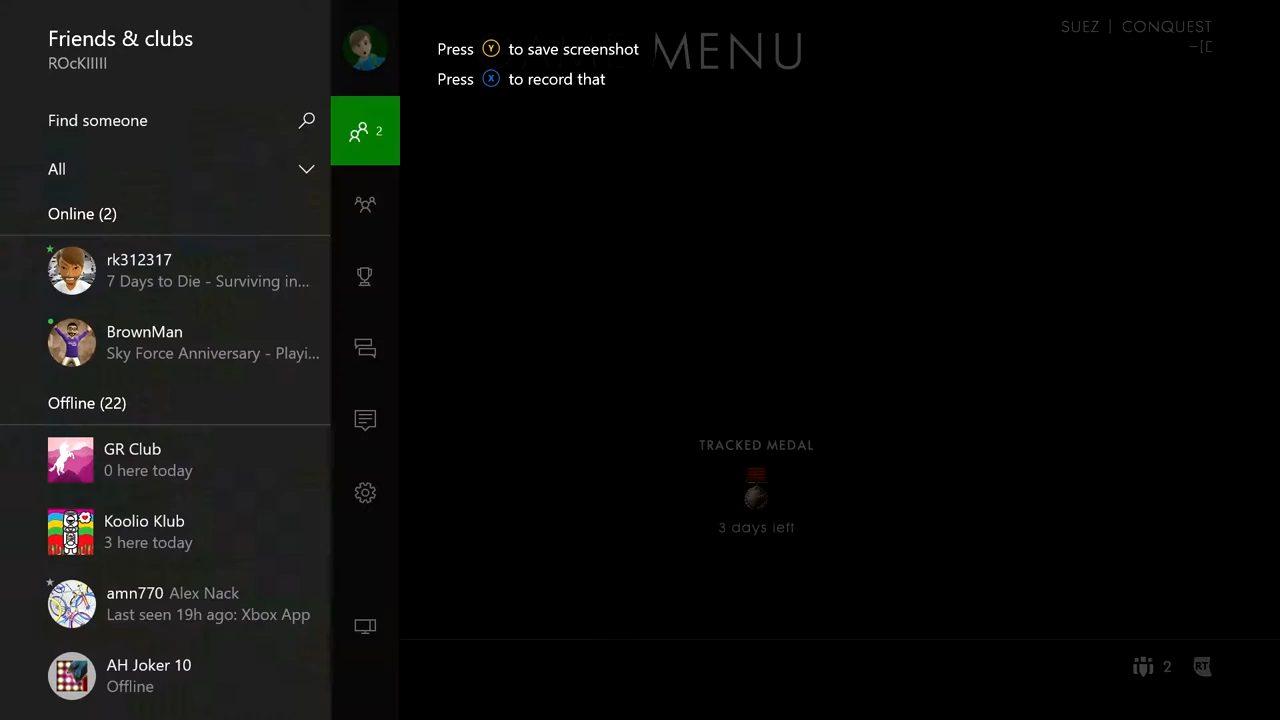 Friends & clubs
ROcKIIIII
Find someone
All
Online (2)
rk312317
7 Days to Die - Surviving in...
BrownMan
Sky Force Anniversary - Playi...
Offline (22)
GR Club
0 here today
Koolio Klub
3 here today
amn770 Alex Nack
Last seen 19h ago: Xbox App
AH Joker 10
Offline
2
Press Y to save screenshot
Press X to record that
MENU
SUEZ | CONQUEST
TRACKED MEDAL
3 days left
2 RT